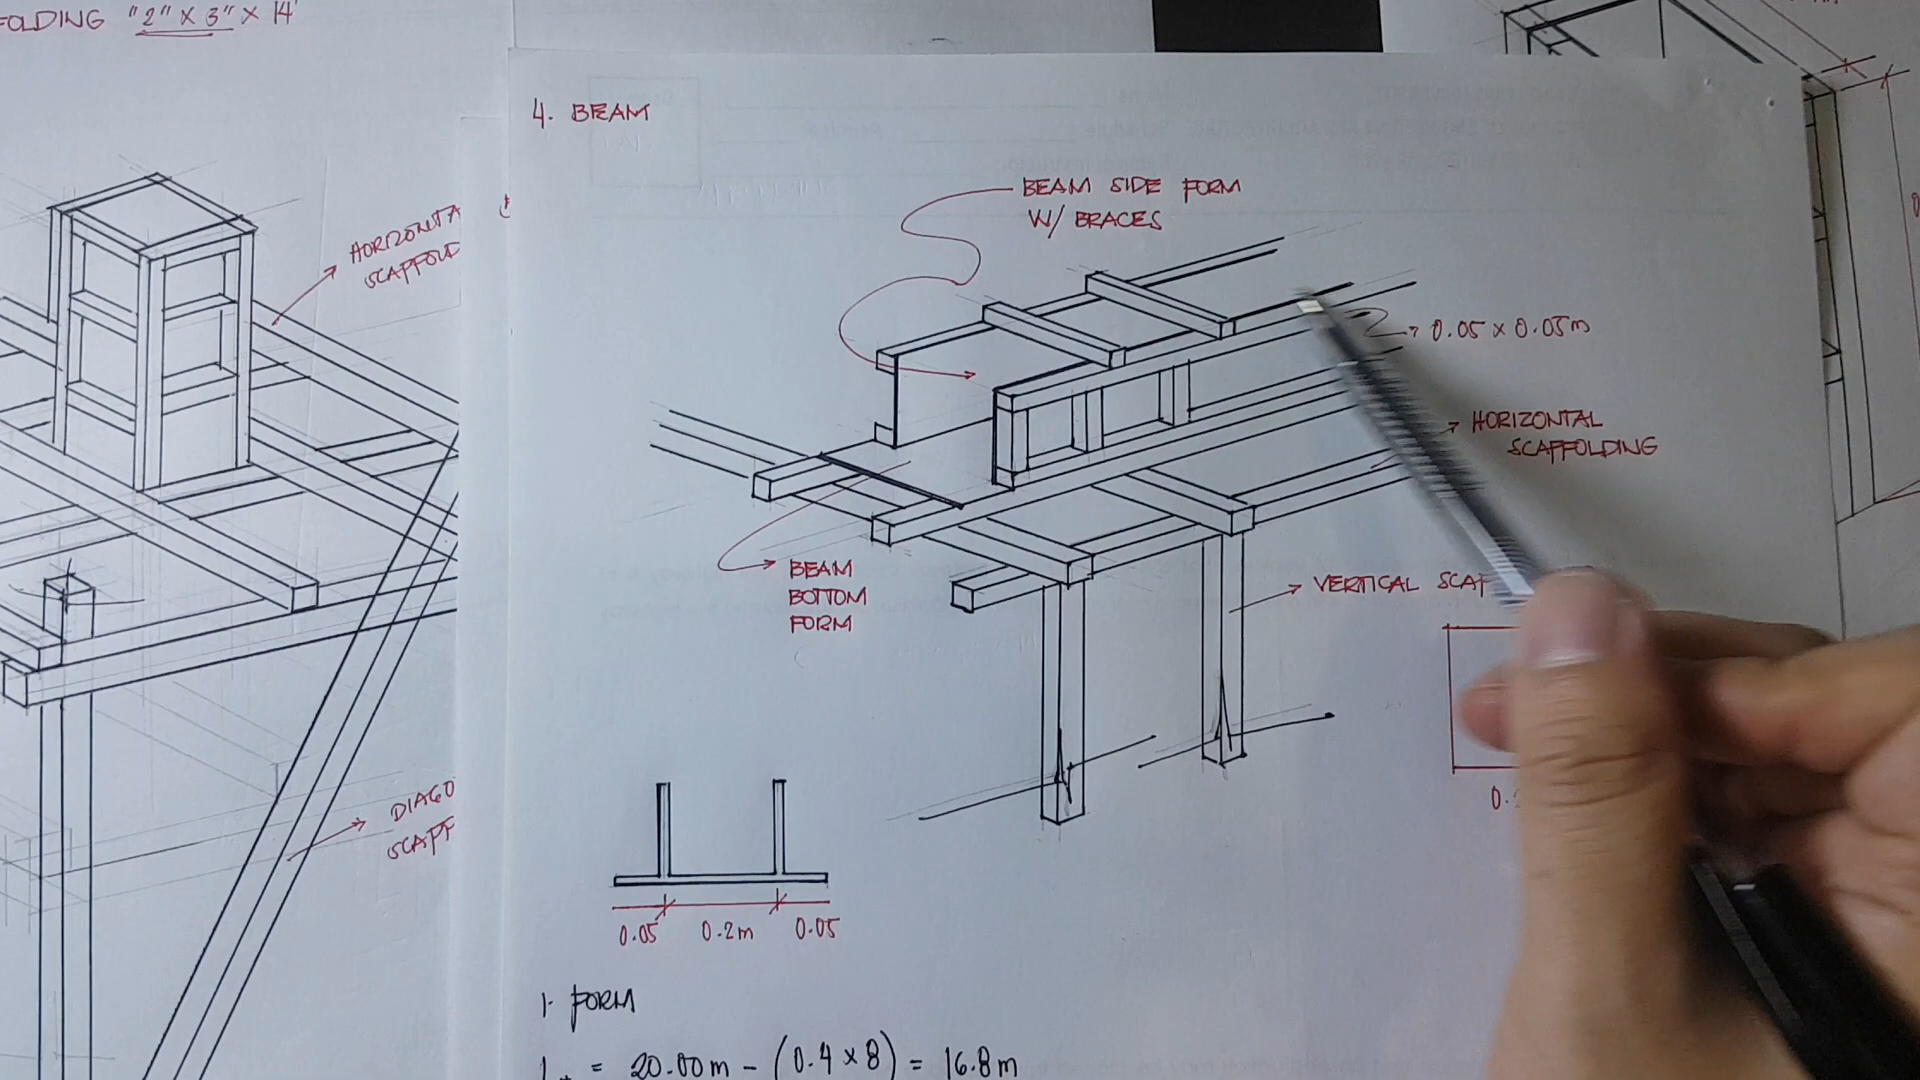 FOLDING "2" X 3" X 14'
4. BEAM
BEAM SIDE FORM
W/ BRACES
0.05 X 0.05m
HORIZONTAL
SCAFFOLDING
HORIZONTA
SCAFFOLD
VERTICAL SCAF
BEAM
BOTTOM
FORM
DIAGO
SCAFF
0.05 0.2m 0.05
1. FORM
= 20.00m - (0.4 x 8) = 16.8m